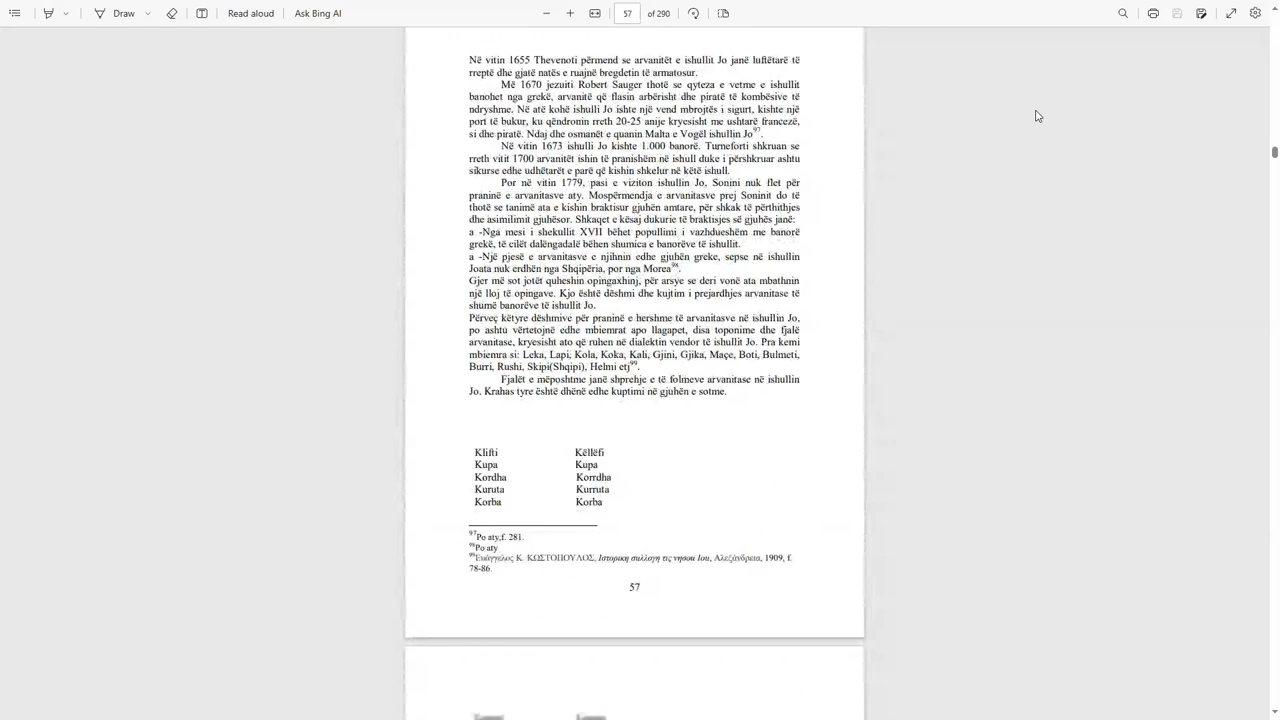 Draw
Read aloud
Ask Bing AI
57
of 290
Në vitin 1655 Thevenoti përmend se arvanitët e ishullit Jo janë luftëtarë të
rreptë dhe gjatë natës e ruajnë bregdetin të armatosur.
Më 1670 jezuiti Robert Sauger thotë se qyteza e vetme e ishullit
banohet nga grekë, arvanitë që flasin arbërisht dhe piratë të kombësive të
ndryshme. Në atë kohë ishulli Jo ishte një vend mbrojtës i sigurt, kishte një
port të bukur, ku qëndronin rreth 20-25 anije kryesisht me ushtarë francezë,
si dhe piratë. Ndaj dhe osmanët e quanin Malta e Vogël ishullin Jo97.
Në vitin 1673 ishulli Jo kishte 1.000 banorë. Turneforti shkruan se
rreth vitit 1700 arvanitët ishin të pranishëm në ishull duke i përshkruar ashtu
sikurse edhe udhëtarët e parë që kishin shkelur në këtë ishull.
Por në vitin 1779, pasi e viziton ishullin Jo, Sonini nuk flet për
praninë e arvanitasve aty. Mospërmendja e arvanitasve prej Soninit do të
thotë se tanimë ata e kishin braktisur gjuhën amtare, për shkak të përthithjes
dhe asimilimit gjuhësor. Shkaqet e kësaj dukurie të braktisjes së gjuhës janë:
a -Nga mesi i shekullit XVII bëhet popullimi i vazhdueshëm me banorë
grekë, të cilët dalëngadalë bëhen shumica e banorëve të ishullit.
a -Një pjesë e arvanitasve e njihnin edhe gjuhën greke, sepse në ishullin
Joata nuk erdhën nga Shqipëria, por nga Morea98.
Gjer më sot jotët quheshin opingaxhinj, për arsye se deri vonë ata mbathnin
një lloj të opingave. Kjo është dëshmi dhe kujtim i prejardhjes arvanitase të
shumë banorëve të ishullit Jo.
Përveç këtyre dëshmive për praninë e hershme të arvanitasve në ishullin Jo,
po ashtu vërtetojnë edhe mbiemrat apo llagapet, disa toponime dhe fjalë
arvanitase, kryesisht ato që ruhen në dialektin vendor të ishullit Jo. Pra kemi
mbiemra si: Leka, Lapi, Kola, Koka, Kali, Gjini, Gjika, Maçe, Boti, Bulmeti,
Burri, Rushi, Skipi(Shqipi), Helmi etj99.
Fjalët e mëposhtme janë shprehje e të folmeve arvanitase në ishullin
Jo. Krahas tyre është dhënë edhe kuptimi në gjuhën e sotme.
Klifti Këllëfi
Kupa Kupa
Kordha Korrdha
Kuruta Kurruta
Korba Korba
97Po aty,f. 281.
98Po aty
99Ευάγγελος Κ. ΚΩΣΤΟΠΟΥΛΟΣ, Ιστορικη συλλογη τις νησου Ιου, Αλεξάνδρεια, 1909, f.
78-86.
57